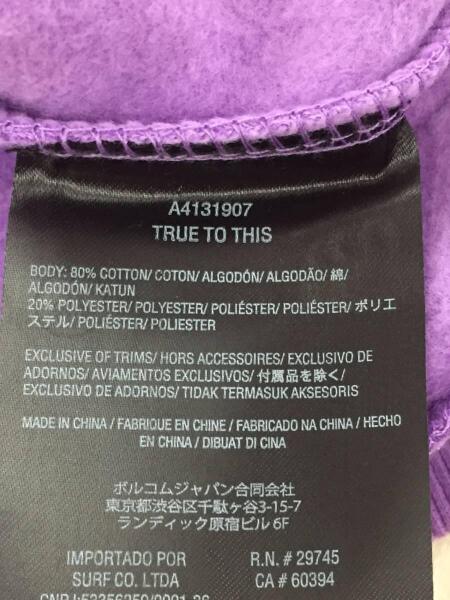 A4131907
TRUE TO THIS
BODY: 80% COTTON/ COTON/ ALGODÓN/ ALGODÃO/ 綿/
ALGODÓN/ KATUN
20% POLYESTER/ POLYESTER/ POLIÉSTER/ POLIÉSTER/ ポリエ
ステル/ POLIÉSTER/ POLIESTER
EXCLUSIVE OF TRIMS/ HORS ACCESSOIRES/ EXCLUSIVO DE
ADORNOS/ AVIAMENTOS EXCLUSIVOS/ 付属品を除く/
EXCLUSIVO DE ADORNOS/ TIDAK TERMASUK AKSESORIS
MADE IN CHINA / FABRIQUE EN CHINE / FABRICADO NA CHINA / HECHO
EN CHINA / DIBUAT DI CINA
ボルコムジャパン合同会社
東京都渋谷区千駄ヶ谷3-15-7
ランディック原宿ビル 6F
IMPORTADO POR
SURF CO. LTDA
CNPJ:53356259/0001-26
R.N. # 29745
CA # 60394